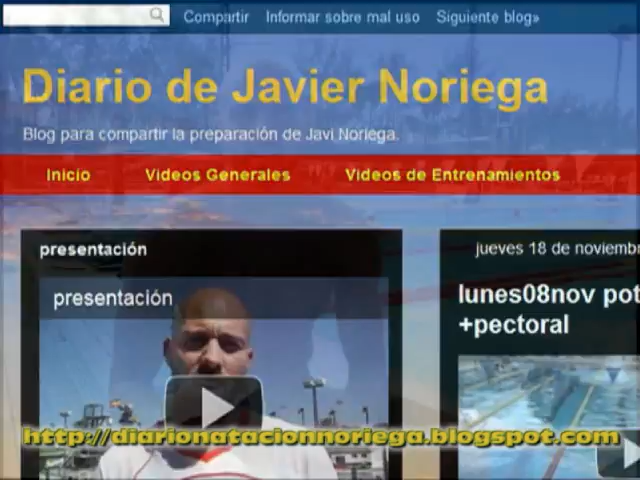 Compartir Informar sobre mal uso Siguiente blog»
Diario de Javier Noriega
Blog para compartir la preparación de Javi Noriega.
Inicio Videos Generales Videos de Entrenamientos
presentación
presentación
jueves 18 de noviembr
lunes08nov pot
+pectoral
http://diarionatacionnoriega.blogspot.com